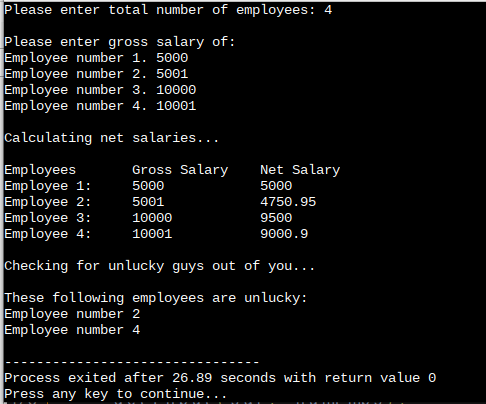 Please enter total number of employees: 4
Please enter gross salary of:
Employee number 1. 5000
Employee number 2. 5001
Employee number 3. 10000
Employee number 4. 10001
Calculating net salaries...
Employees Gross Salary Net Salary
Employee 1: 5000 5000
Employee 2: 5001 4750.95
Employee 3: 10000 9500
Employee 4: 10001 9000.9
Checking for unlucky guys out of you...
These following employees are unlucky:
Employee number 2
Employee number 4
--------------------------------
Process exited after 26.89 seconds with return value 0
Press any key to continue...